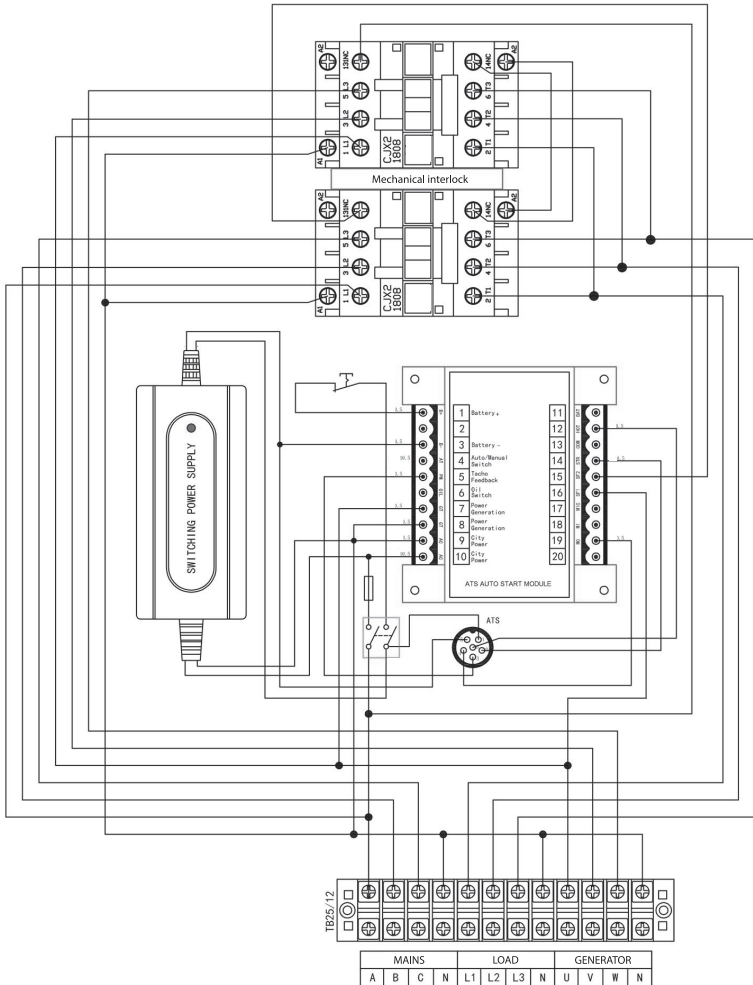 A2
131NC
14NC
A2
5 L3
6 T3
3 L2
4 T2
1 L1
2 T1
A1
CJX2
1808
Mechanical interlock
A2
131NC
14NC
A2
5 L3
6 T3
3 L2
4 T2
1 L1
2 T1
A1
CJX2
1808
SWITCHING POWER SUPPLY
1 Battery+
2
3 Battery-
4 Auto/Manual Switch
5 Tacho Feedback
6 Oil Switch
7 Power Generation
8 Power Generation
9 City Power
10 City Power
11
12
13
14
15
16
17
18
19
20
ATS AUTO START MODULE
ATS
TB25/12
MAINS LOAD GENERATOR
A B C N L1 L2 L3 N U V W N